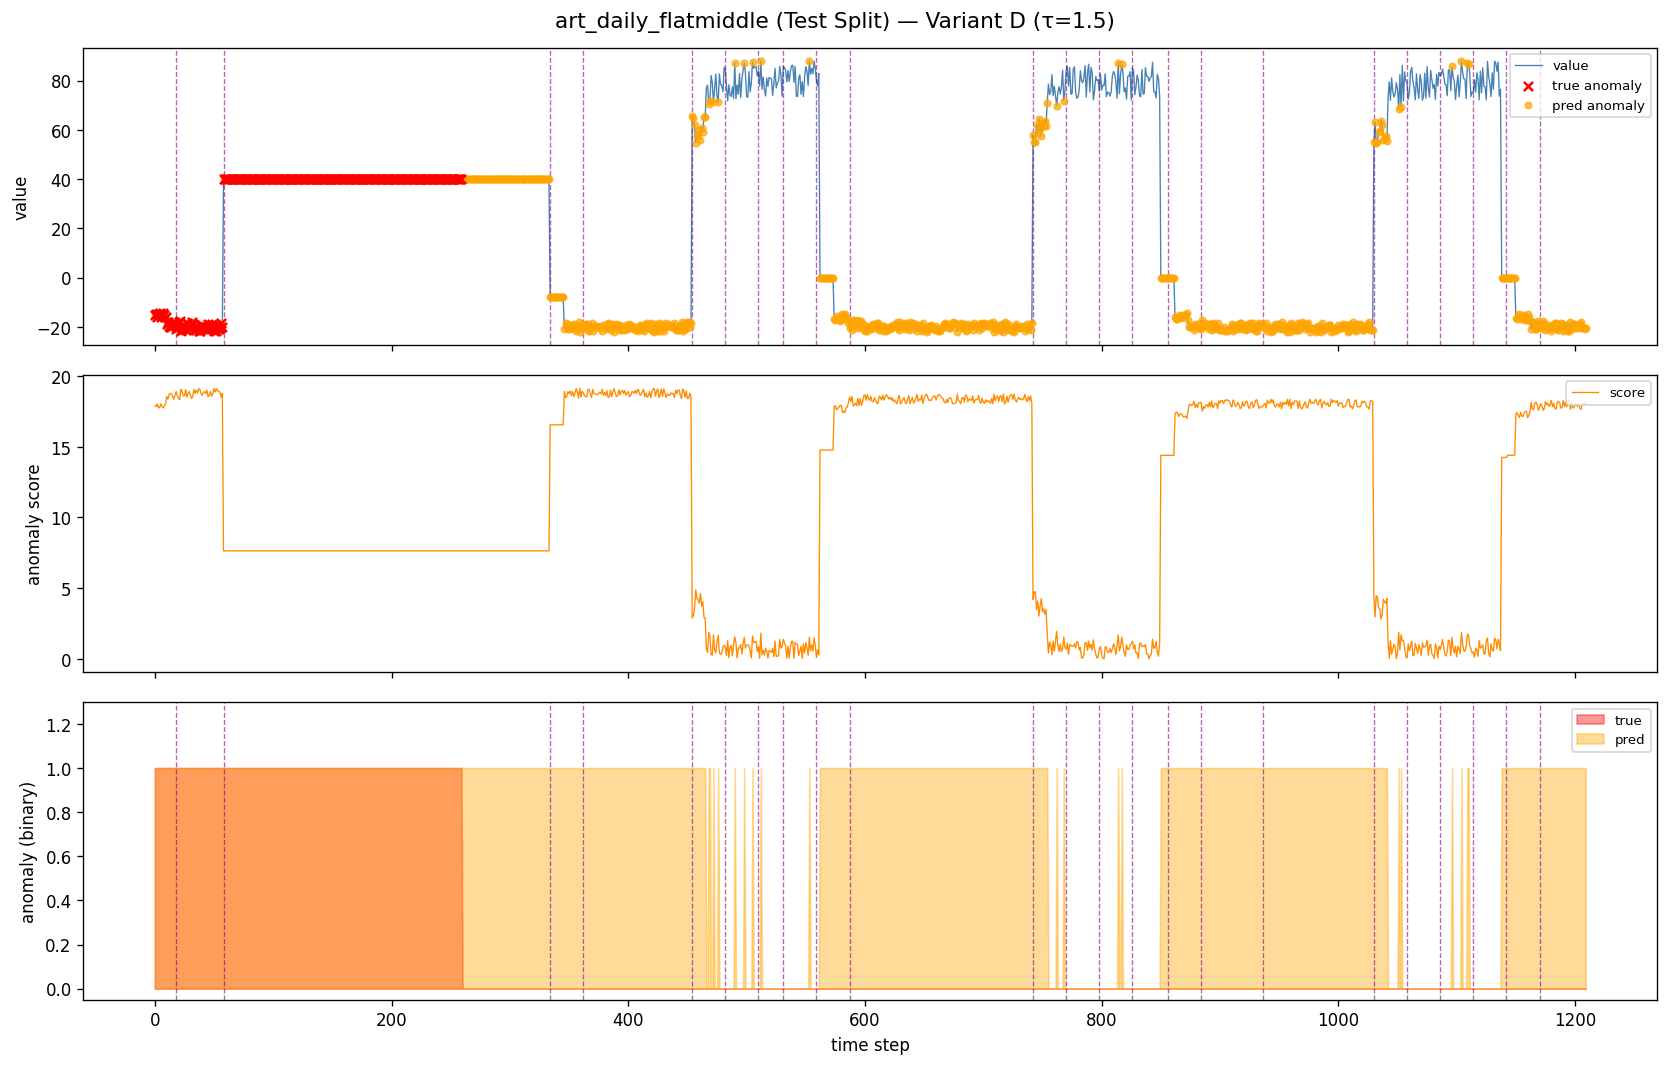 art_daily_flatmiddle (Test Split) — Variant D (τ=1.5)
value
80
60
40
20
0
−20
value
true anomaly
pred anomaly
anomaly score
20
15
10
5
0
score
anomaly (binary)
1.2
1.0
0.8
0.6
0.4
0.2
0.0
true
pred
0 200 400 600 800 1000 1200
time step